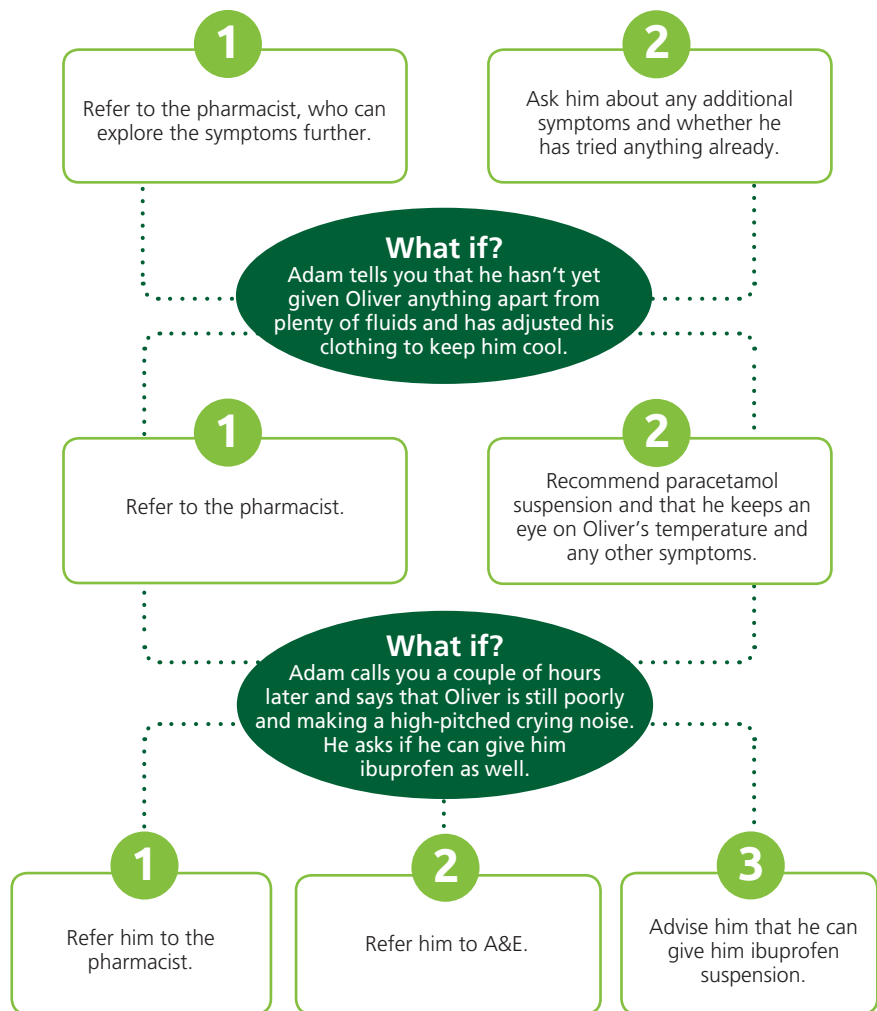 1
Refer to the pharmacist, who can
explore the symptoms further.
2
Ask him about any additional
symptoms and whether he
has tried anything already.
What if?
Adam tells you that he hasn't yet
given Oliver anything apart from
plenty of fluids and has adjusted his
clothing to keep him cool.
1
Refer to the pharmacist.
2
Recommend paracetamol
suspension and that he keeps an
eye on Oliver's temperature and
any other symptoms.
What if?
Adam calls you a couple of hours
later and says that Oliver is still poorly
and making a high-pitched crying noise.
He asks if he can give him
ibuprofen as well.
1
Refer him to the
pharmacist.
2
Refer him to A&E.
3
Advise him that he can
give him ibuprofen
suspension.